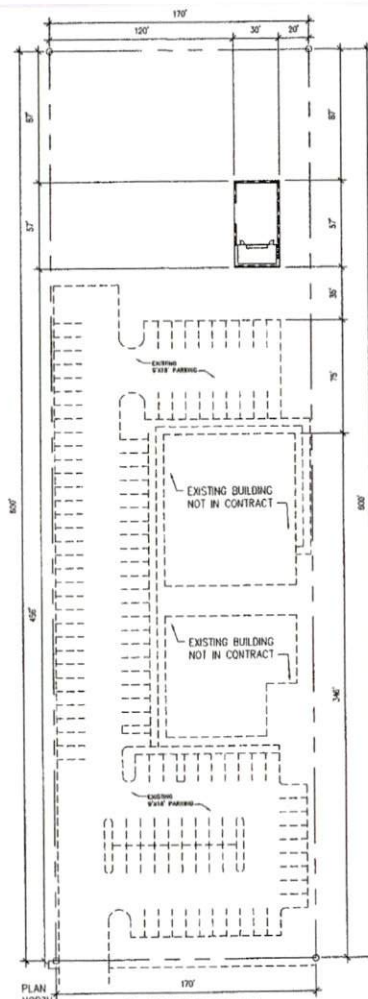 170'
120'
30'
20'
87'
87'
57'
57'
35'
EXISTING
9'X18' PARKING
75'
EXISTING BUILDING
NOT IN CONTRACT
600'
600'
456'
EXISTING BUILDING
NOT IN CONTRACT
346'
EXISTING
9'X18' PARKING
PLAN
NORTH
170'